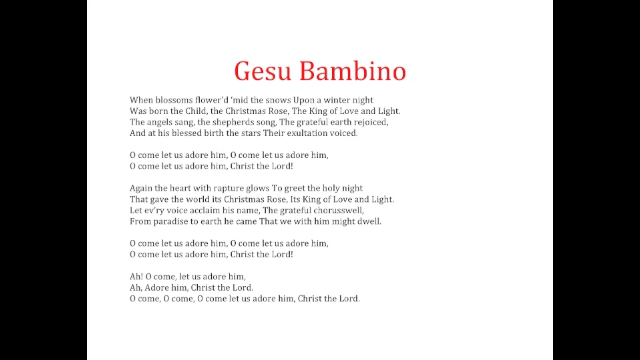 Gesu Bambino
When blossoms flower'd 'mid the snows Upon a winter night
Was born the Child, the Christmas Rose, The King of Love and Light.
The angels sang, the shepherds song, The grateful earth rejoiced,
And at his blessed birth the stars Their exultation voiced.
O come let us adore him, O come let us adore him,
O come let us adore him, Christ the Lord!
Again the heart with rapture glows To greet the holy night
That gave the world its Christmas Rose, Its King of Love and Light.
Let ev'ry voice acclaim his name, The grateful chorusswell,
From paradise to earth he came That we with him might dwell.
O come let us adore him, O come let us adore him,
O come let us adore him, Christ the Lord!
Ah! O come, let us adore him,
Ah, Adore him, Christ the Lord.
O come, O come, O come let us adore him, Christ the Lord.